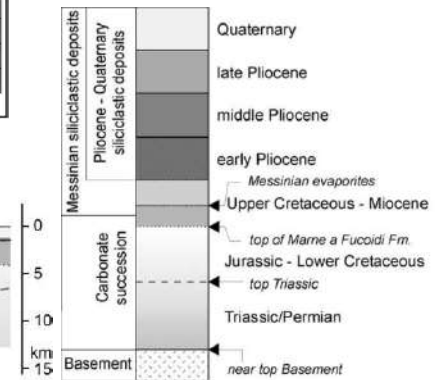 Messinian siliciclastic deposits
Pliocene - Quaternary
siliciclastic deposits
Quaternary
late Pliocene
middle Pliocene
early Pliocene
Messinian evaporites
Upper Cretaceous - Miocene
top of Marne a Fucoidi Fm.
Carbonate
succession
Jurassic - Lower Cretaceous
top Triassic
Triassic/Permian
Basement
near top Basement
0
5
10
km
15